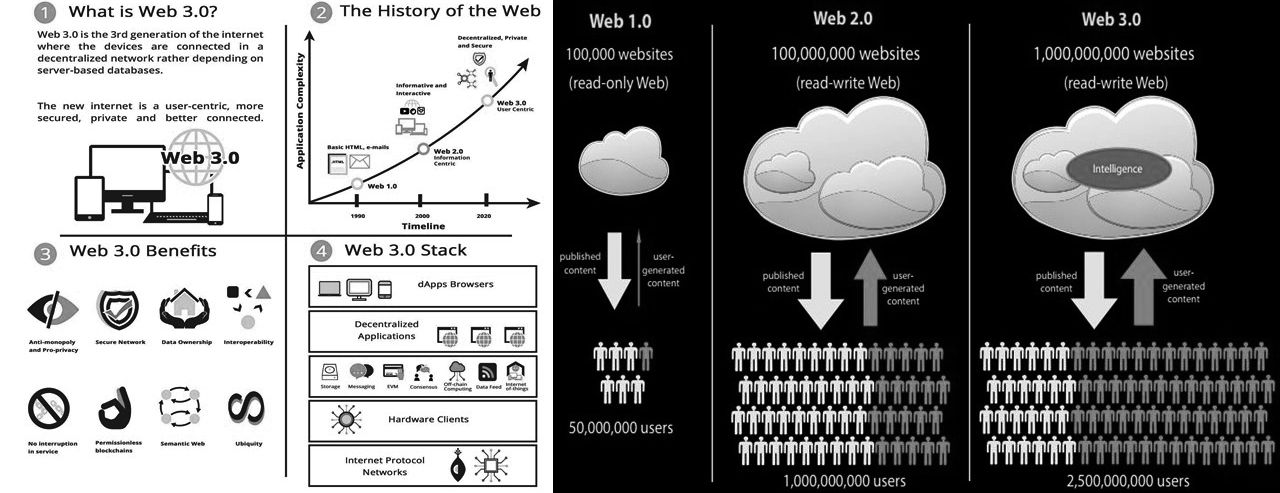 1 What is Web 3.0?
Web 3.0 is the 3rd generation of the internet
where the devices are connected in a
decentralized network rather depending on
server-based databases.
The new internet is a user-centric, more
secured, private and better connected.
Web 3.0
2 The History of the Web
Application Complexity
Decentralized, Private
and Secure
Informative and
Interactive
Web 3.0
User Centric
Basic HTML, e-mails
HTML
Web 2.0
Information
Centric
Web 1.0
1990 2000 2020
Timeline
3 Web 3.0 Benefits
Anti-monopoly
and Pro-privacy
Secure Network
Data Ownership
Interoperability
No interruption
in service
Permissionless
blockchains
Semantic Web
Ubiquity
4 Web 3.0 Stack
dApps Browsers
Decentralized
Applications
Storage
Messaging
EVM
Consensus
Off-chain
Computing
Data Feed
Internet
of-things
Hardware Clients
Internet Protocol
Networks
Web 1.0
100,000 websites
(read-only Web)
published
content
user-
generated
content
50,000,000 users
Web 2.0
100,000,000 websites
(read-write Web)
published
content
user-
generated
content
1,000,000,000 users
Web 3.0
1,000,000,000 websites
(read-write Web)
Intelligence
published
content
user-
generated
content
2,500,000,000 users